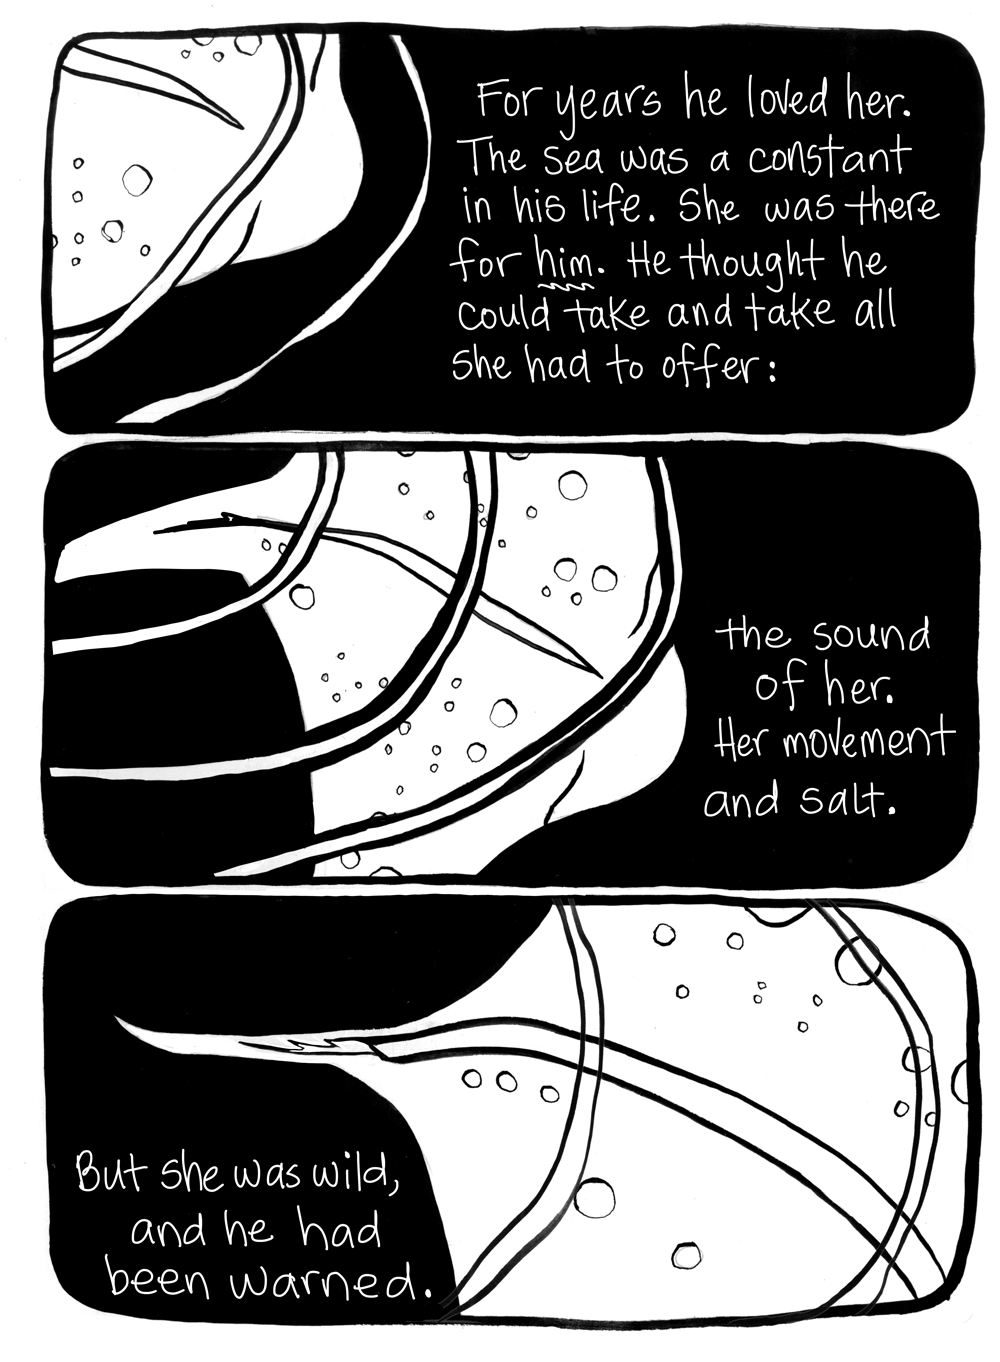 For years he loved her.
The sea was a constant
in his life. She was there
for him. He thought he
could take and take all
she had to offer:
the sound
of her.
Her movement
and salt.
But she was wild,
and he had
been warned.